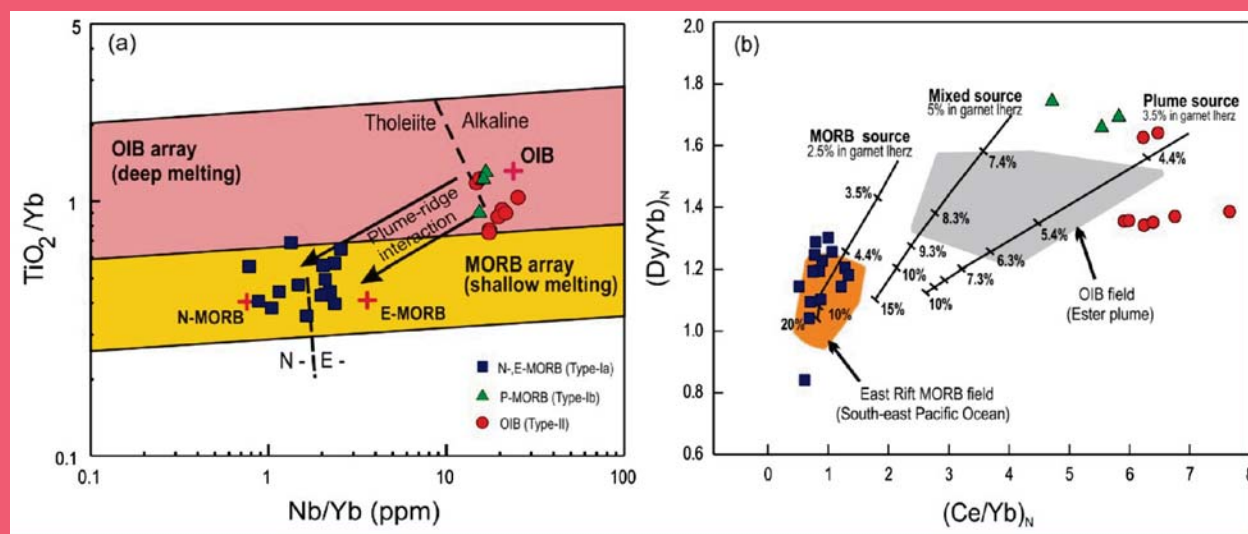 (a)
5
1
0.1
TiO₂/Yb
OIB array
(deep melting)
Tholeiite
Alkaline
OIB
Plume-ridge
interaction
MORB array
(shallow melting)
N-MORB
E-MORB
N -
E -
N-,E-MORB (Type-Ia)
P-MORB (Type-Ib)
OIB (Type-II)
0.1
1
10
100
Nb/Yb (ppm)
(b)
2.0
1.8
1.6
1.4
1.2
1.0
0.8
0.6
(Dy/Yb)N
Mixed source
5% in garnet lherz
Plume source
3.5% in garnet lherz
MORB source
2.5% in garnet lherz
3.5%
4.4%
10%
20%
7.4%
8.3%
9.3%
10%
15%
4.4%
5.4%
6.3%
7.3%
10%
OIB field
(Ester plume)
East Rift MORB field
(South-east Pacific Ocean)
0
1
2
3
4
5
6
7
8
(Ce/Yb)N